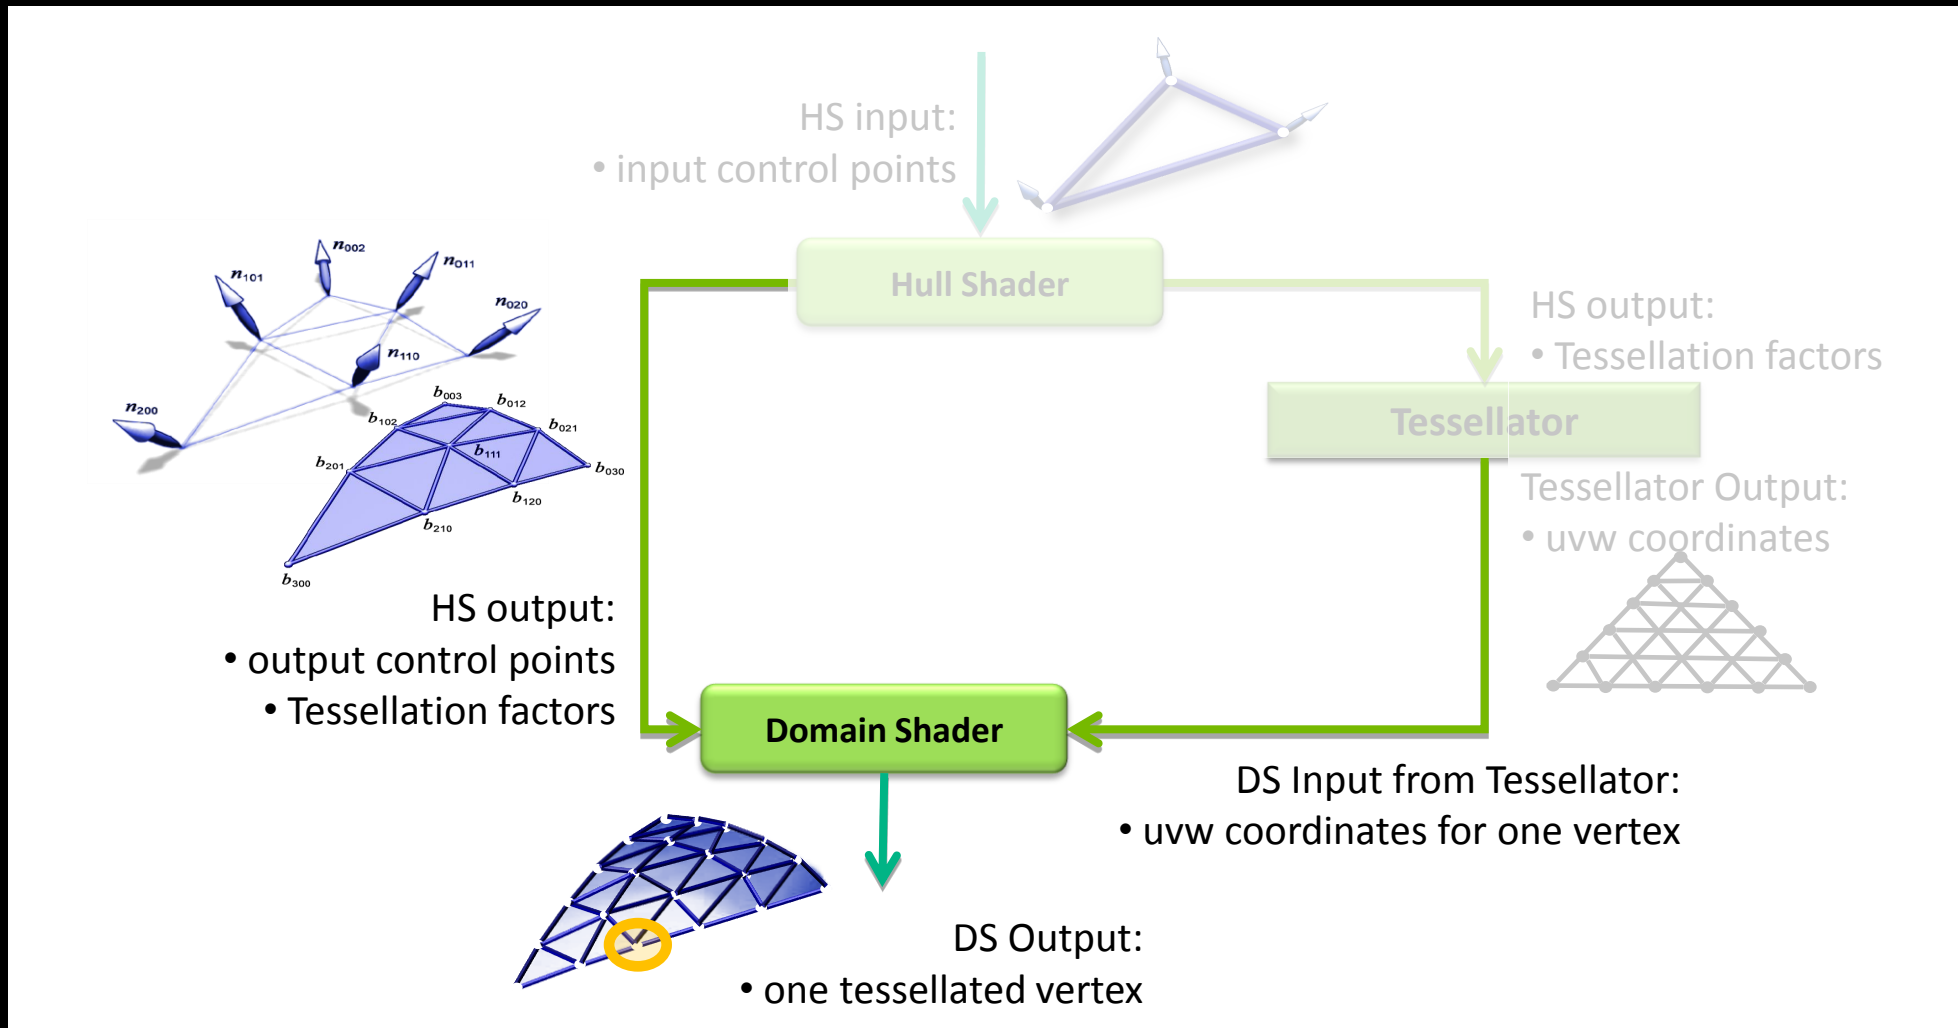 HS input:
• input control points
Hull Shader
n002
n011
n101
n020
n110
n200
HS output:
• Tessellation factors
Tessellator
b003
b012
b102
b021
b111
b201
b030
b120
b210
b300
Tessellator Output:
• uvw coordinates
HS output:
• output control points
• Tessellation factors
Domain Shader
DS Input from Tessellator:
• uvw coordinates for one vertex
DS Output:
• one tessellated vertex